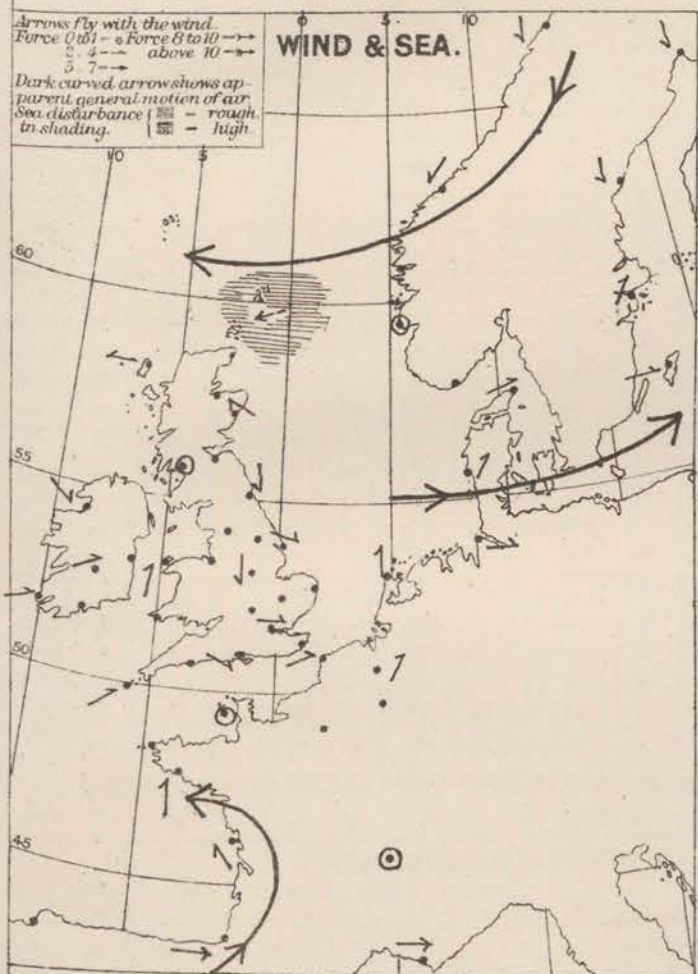 Arrows fly with the wind.
Force 0 to 1 - ⊙ Force 8 to 10
2. 4 above 10
5. 7
Dark curved arrow shows ap-
parent general motion of air.
Sea disturbance - rough.
in shading. - high.
WIND & SEA.
0 5. 10
10 5
60
55
50
45